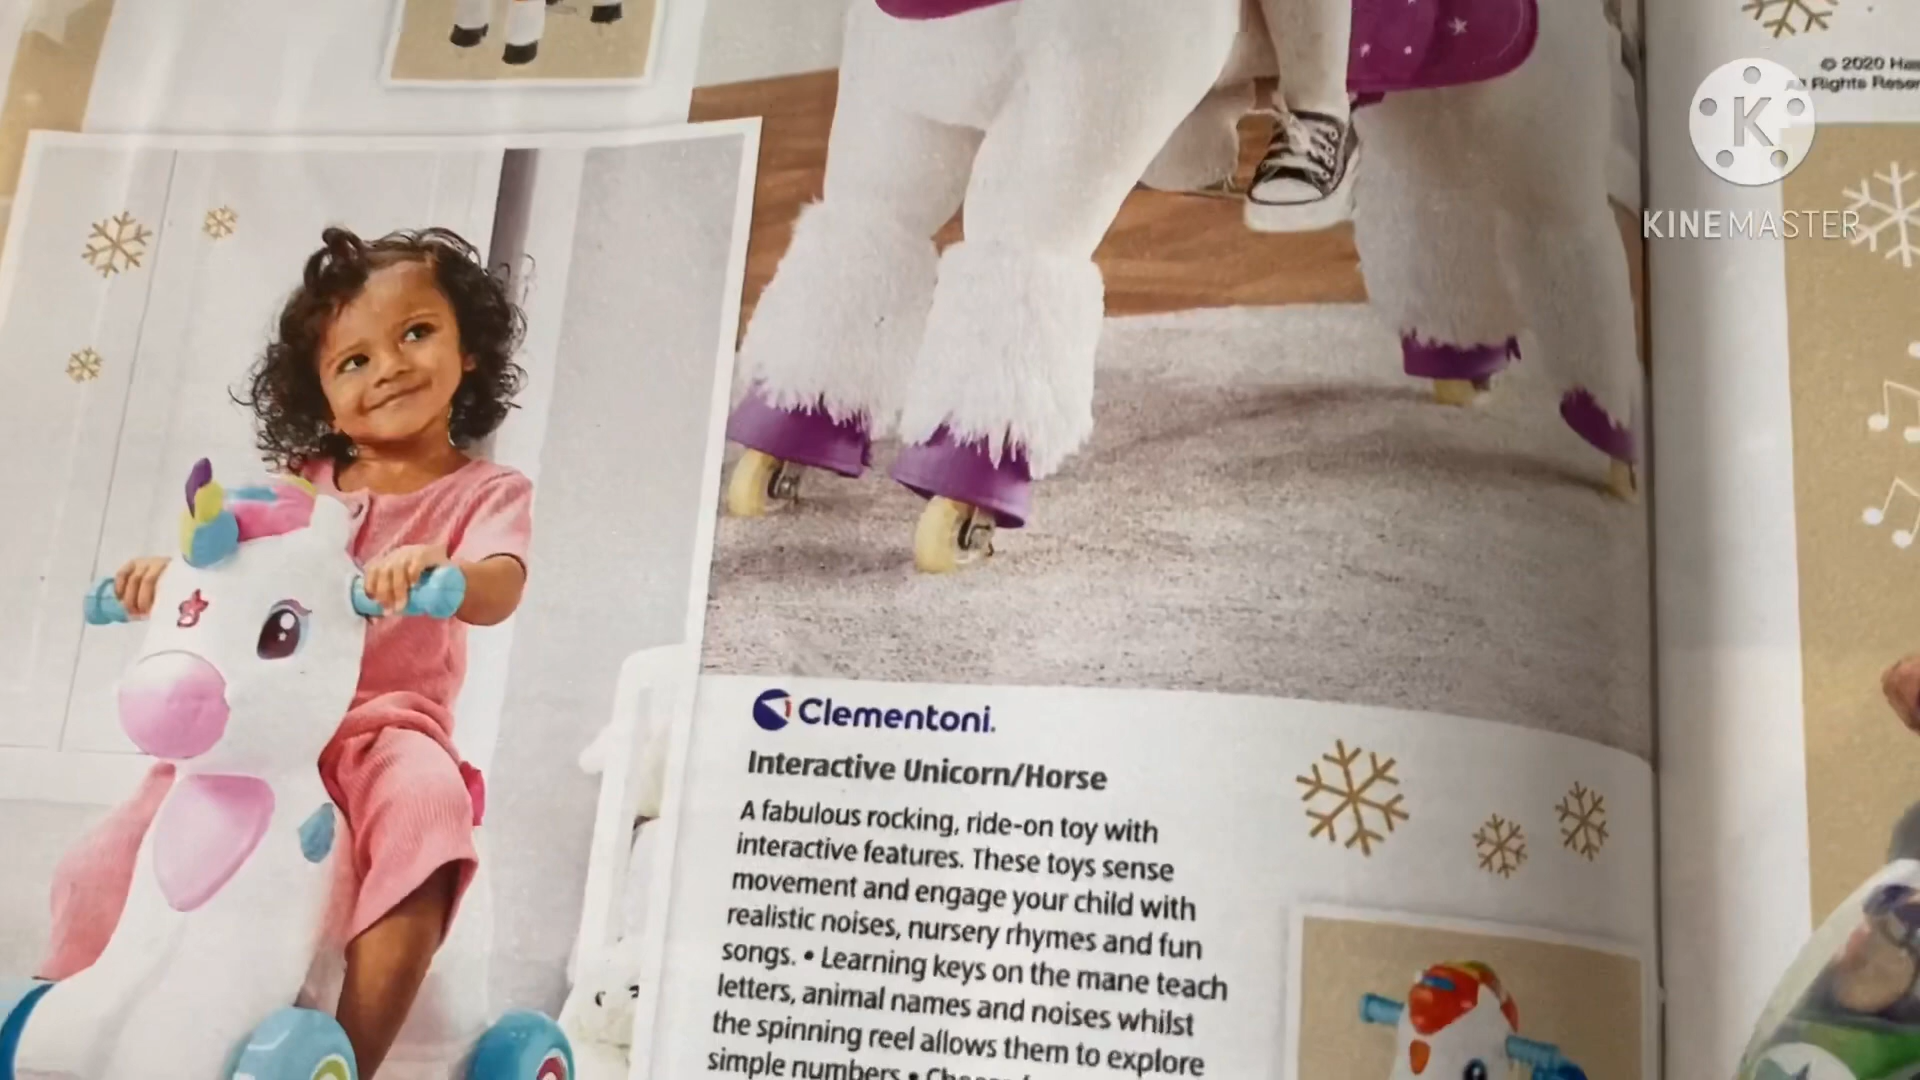 © 2020
All Rights
K
KINEMASTER
Clementoni.
Interactive Unicorn/Horse
A fabulous rocking, ride-on toy with
interactive features. These toys sense
movement and engage your child with
realistic noises, nursery rhymes and fun
songs. • Learning keys on the mane teach
letters, animal names and noises whilst
the spinning reel allows them to explore
simple numbers •